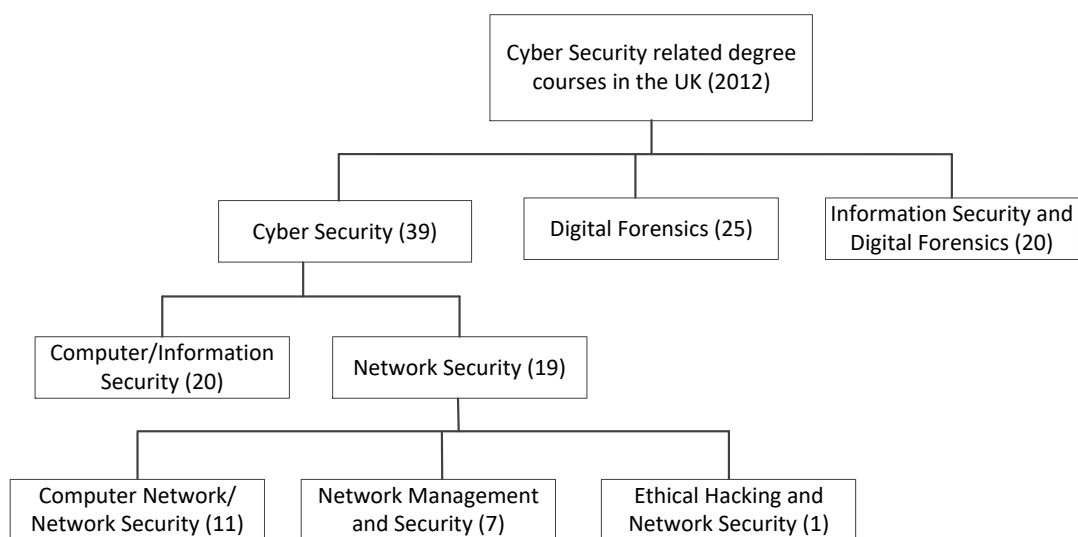 Cyber Security related degree
courses in the UK (2012)
Cyber Security (39)
Digital Forensics (25)
Information Security and
Digital Forensics (20)
Computer/Information
Security (20)
Network Security (19)
Computer Network/
Network Security (11)
Network Management
and Security (7)
Ethical Hacking and
Network Security (1)